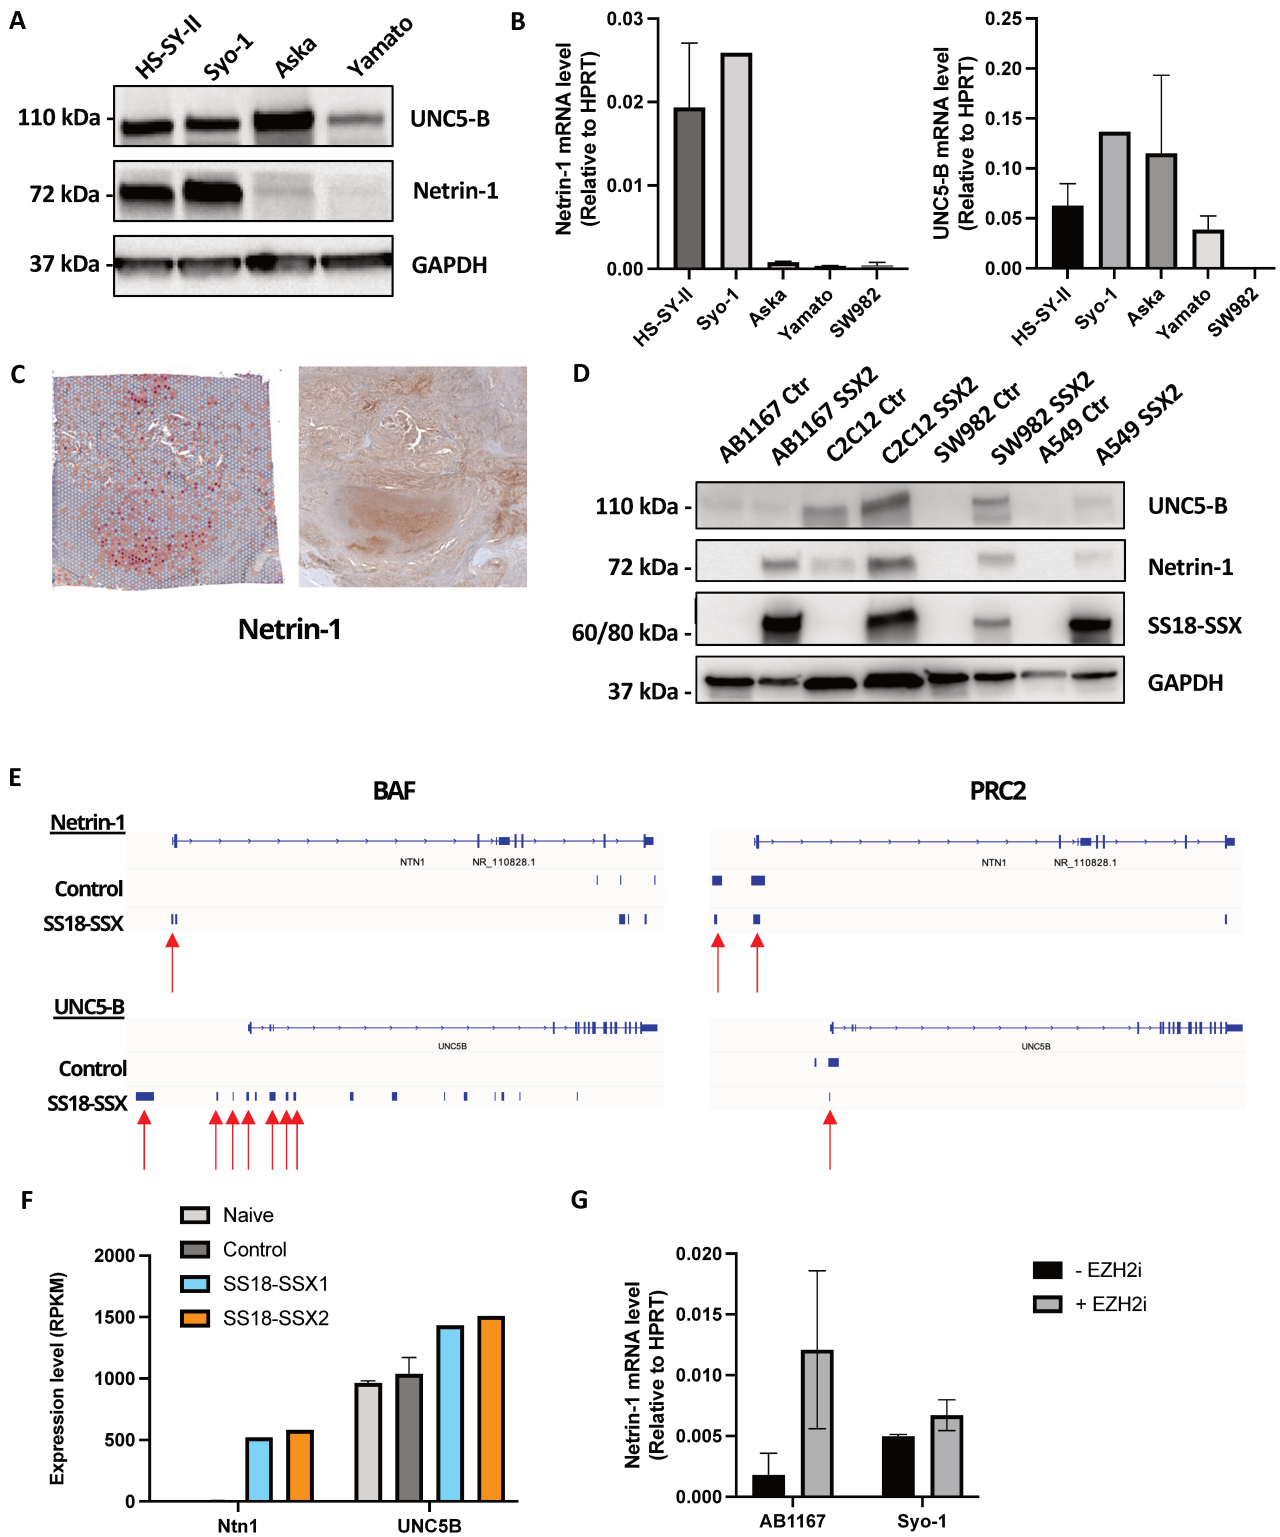 A
HS-SY-II
Syo-1
Aska
Yamato
110 kDa -
UNC5-B
72 kDa -
Netrin-1
37 kDa -
GAPDH
B
Netrin-1 mRNA level
(Relative to HPRT)
0.03
0.02
0.01
0.00
HS-SY-II
Syo-1
Aska
Yamato
SW982
UNC5-B mRNA level
(Relative to HPRT)
0.25
0.20
0.15
0.10
0.05
0.00
HS-SY-II
Syo-1
Aska
Yamato
SW982
C
Netrin-1
D
AB1167 Ctr
AB1167 SSX2
C2C12 Ctr
C2C12 SSX2
SW982 Ctr
SW982 SSX2
A549 Ctr
A549 SSX2
110 kDa -
UNC5-B
72 kDa -
Netrin-1
60/80 kDa -
SS18-SSX
37 kDa -
GAPDH
E
BAF
PRC2
Netrin-1
NTN1 NR_110828.1
NTN1 NR_110828.1
Control
SS18-SSX
UNC5-B
UNC5B
UNC5B
Control
SS18-SSX
F
Naive
Control
SS18-SSX1
SS18-SSX2
Expression level (RPKM)
2000
1500
1000
500
0
Ntn1
UNC5B
G
Netrin-1 mRNA level
(Relative to HPRT)
0.020
0.015
0.010
0.005
0.000
AB1167
Syo-1
- EZH2i
+ EZH2i